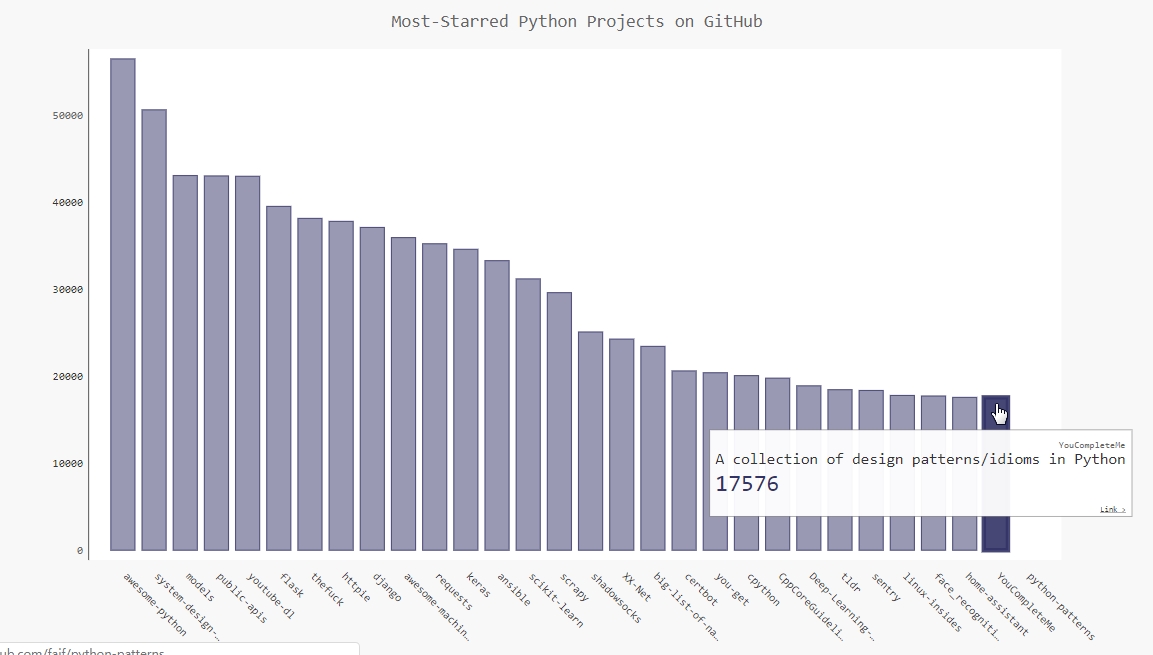 Most-Starred Python Projects on GitHub
50000
40000
30000
20000
10000
0
YouCompleteMe
A collection of design patterns/idioms in Python
17576
Link >
awesome-python
system-design-…
models
public-apis
youtube-dl
flask
thefuck
httpie
django
awesome-machin…
requests
keras
ansible
scikit-learn
scrapy
shadowsocks
XX-Net
big-list-of-na…
certbot
you-get
cpython
CppCoreGuideli…
Deep-Learning-…
tldr
sentry
linux-insides
face_recogniti…
home-assistant
YouCompleteMe
python-patterns
ub.com/faif/python-patterns